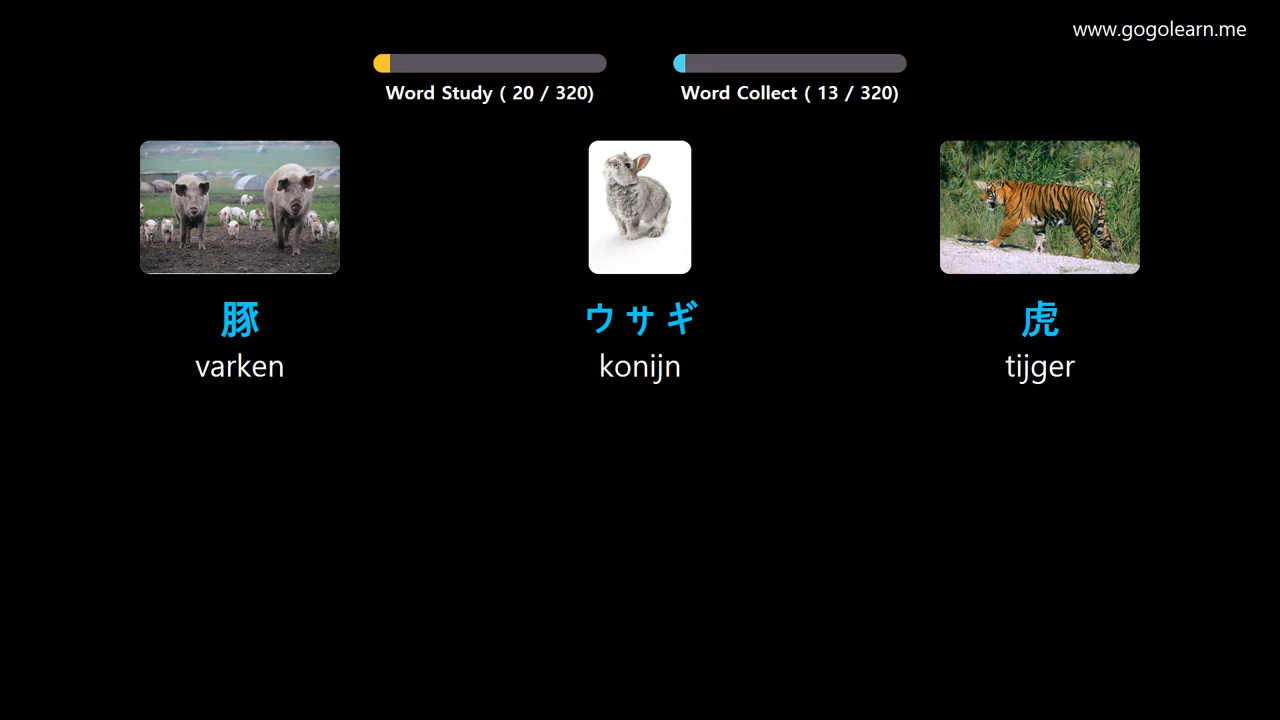 www.gogolearn.me
Word Study ( 20 / 320)
Word Collect ( 13 / 320)
豚
ウサギ
虎
varken
konijn
tijger